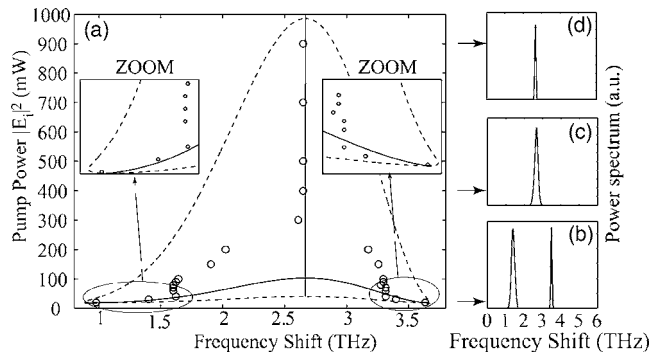 (a)
Pump Power |E_i|² (mW)
1000
900
800
700
600
500
400
300
200
100
0
ZOOM
ZOOM
1
1.5
2
2.5
3
3.5
Frequency Shift (THz)
(d)
(c)
(b)
Power spectrum (a.u.)
0 1 2 3 4 5 6
Frequency Shift (THz)